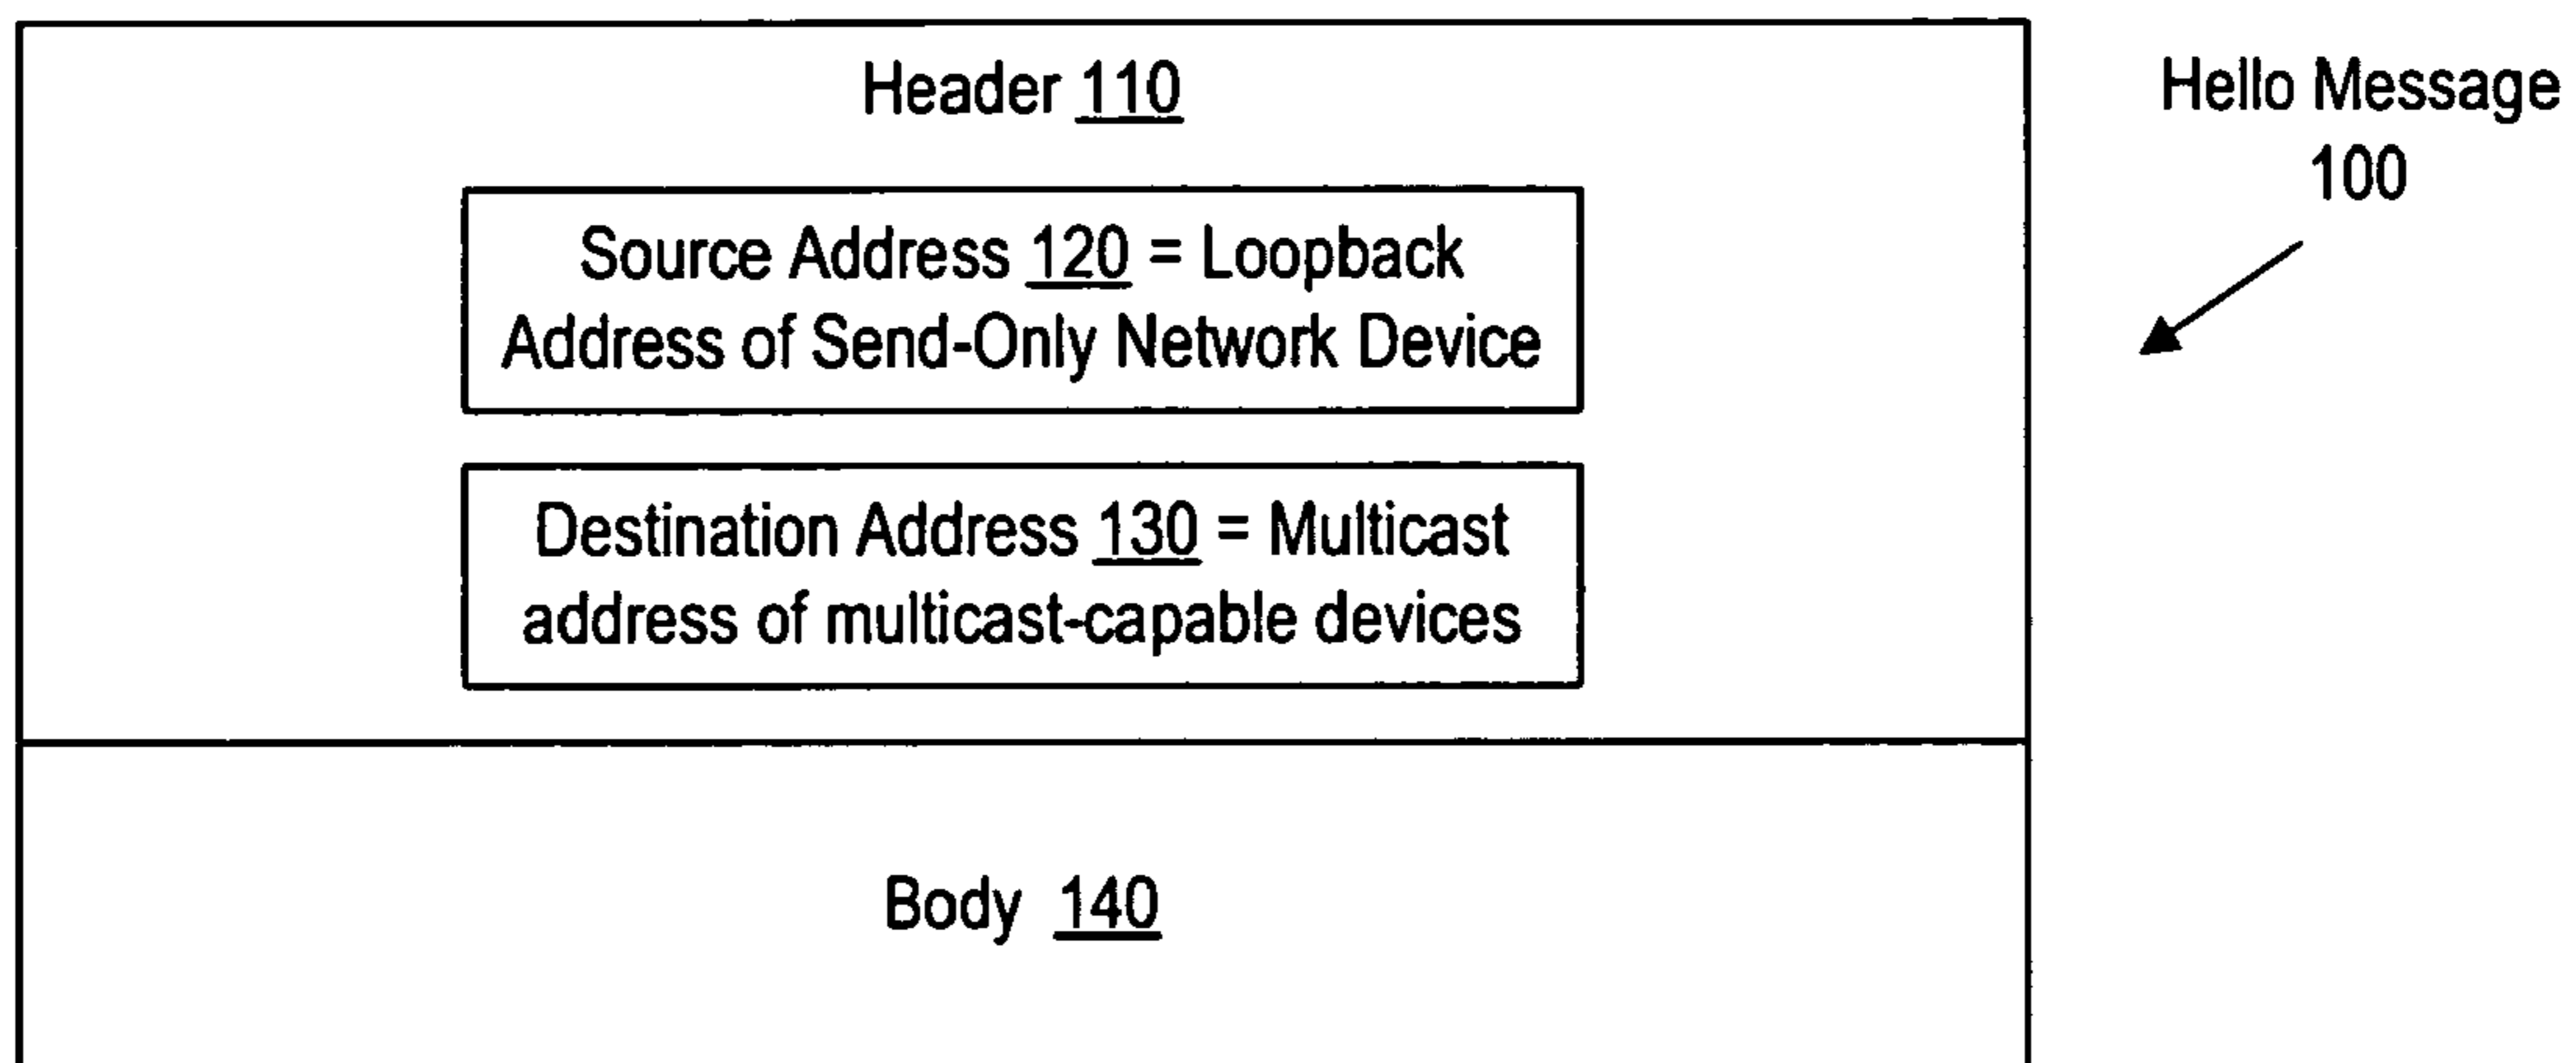 Header 110
Hello Message
100
Source Address 120 = Loopback
Address of Send-Only Network Device
Destination Address 130 = Multicast
address of multicast-capable devices
Body 140